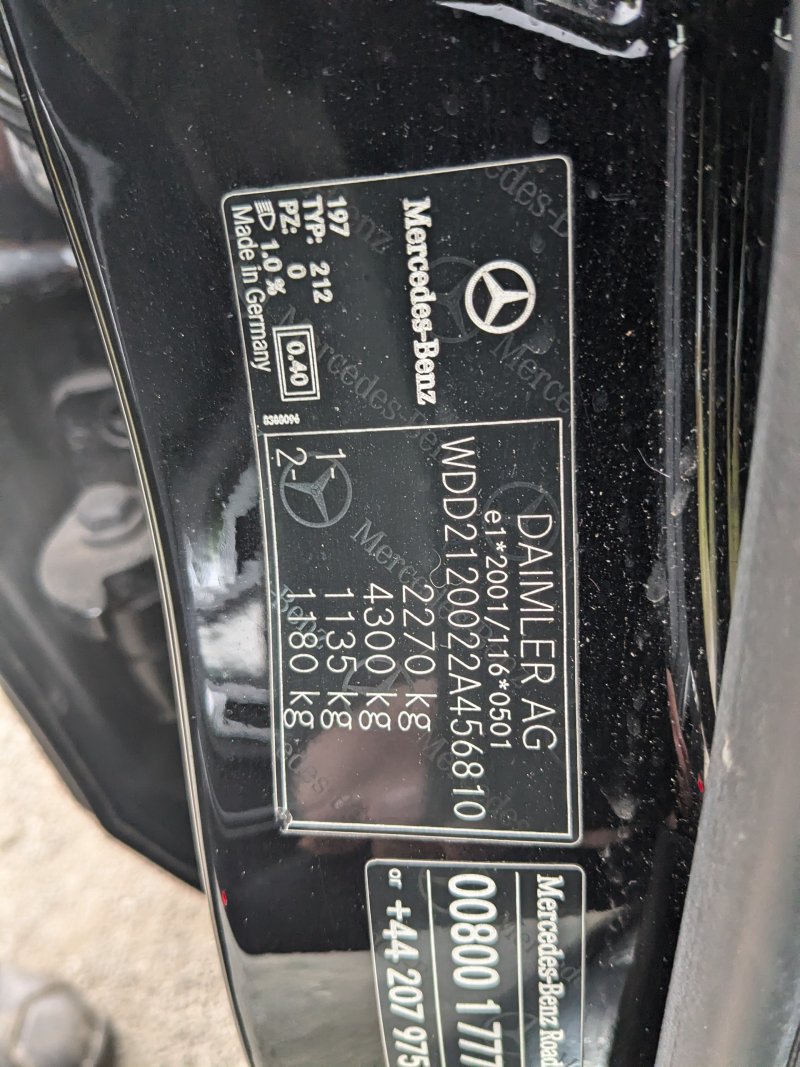 Mercedes-Benz
197
TYP: 212
PZ: 0
1.0 %
0.40
Made in Germany
8388096
DAIMLER AG
e1*2001/116*0501
WDD2120022A456810
2270 kg
4300 kg
1- 1135 kg
2- 1180 kg
Mercedes-Benz Road
00800 1 777
or +44 207 975